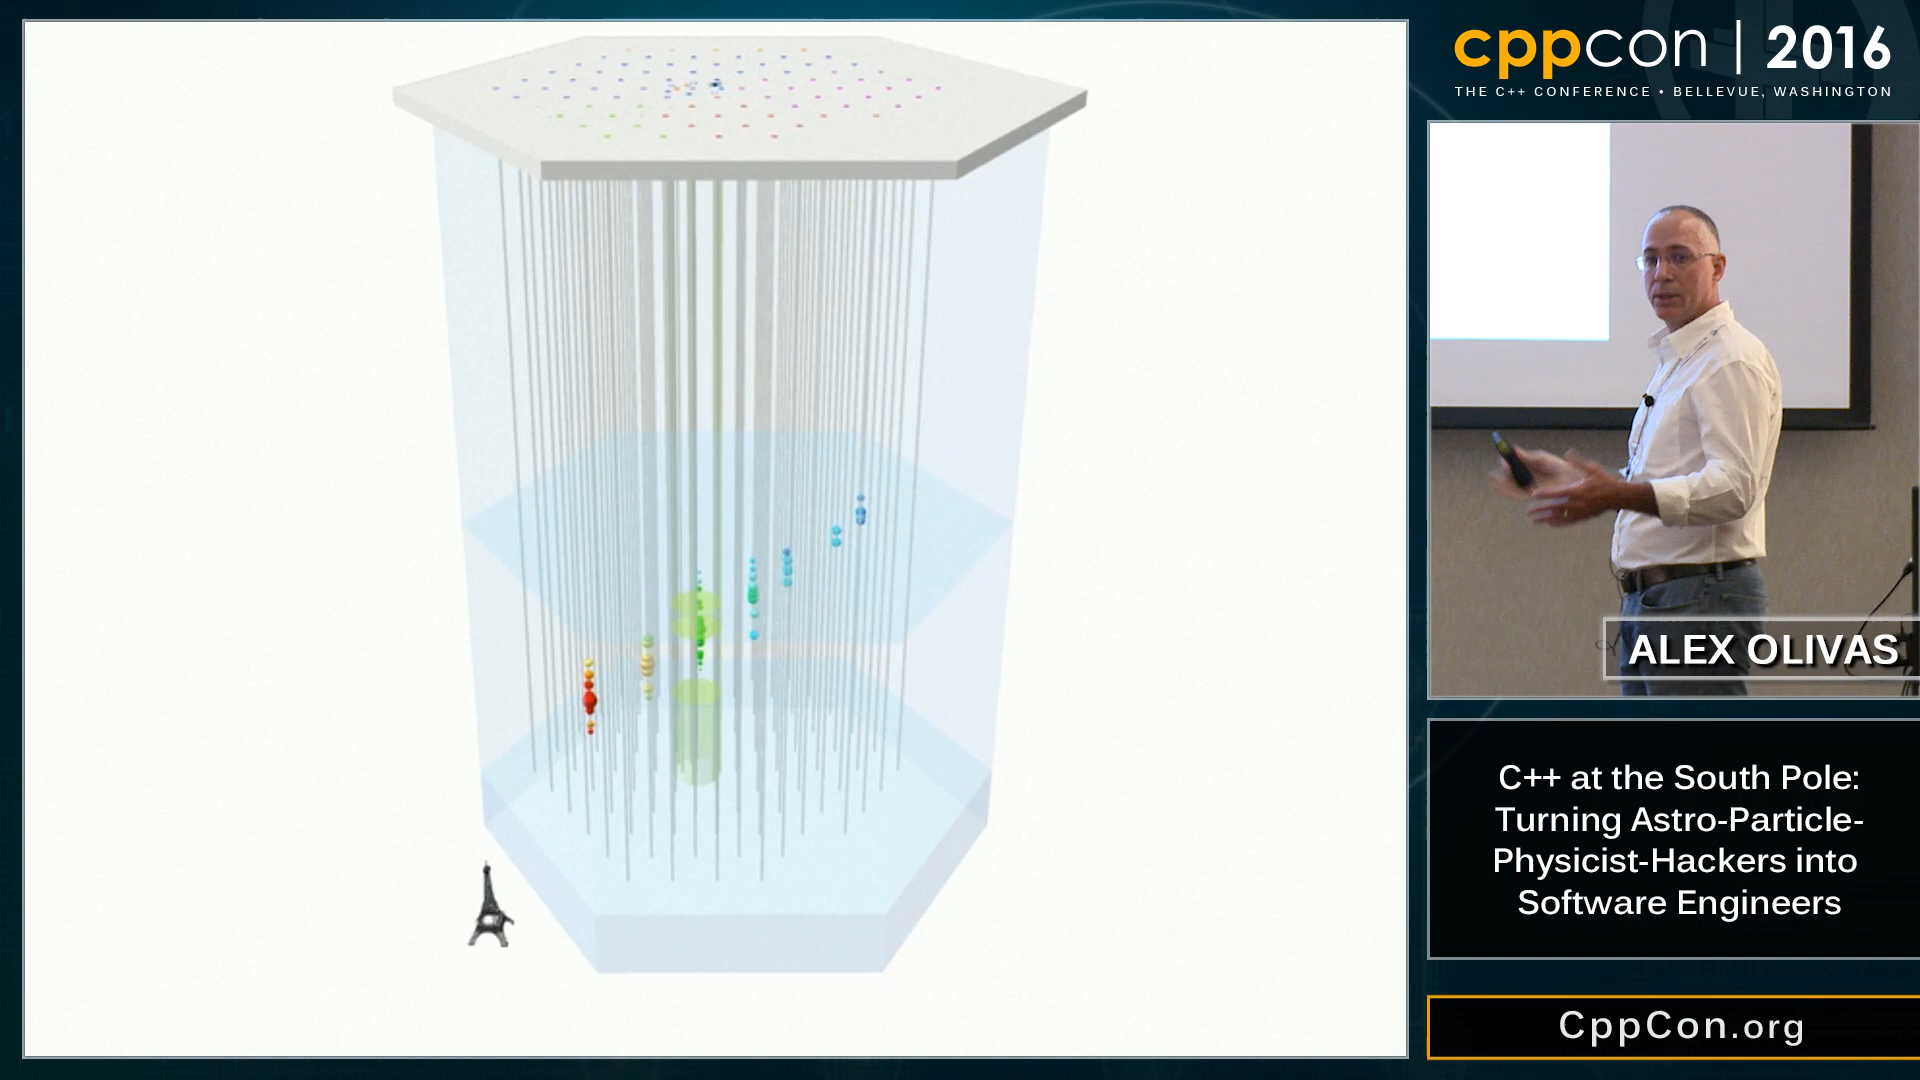 cppcon | 2016
THE C++ CONFERENCE • BELLEVUE, WASHINGTON
ALEX OLIVAS
C++ at the South Pole:
Turning Astro-Particle-
Physicist-Hackers into
Software Engineers
CppCon.org